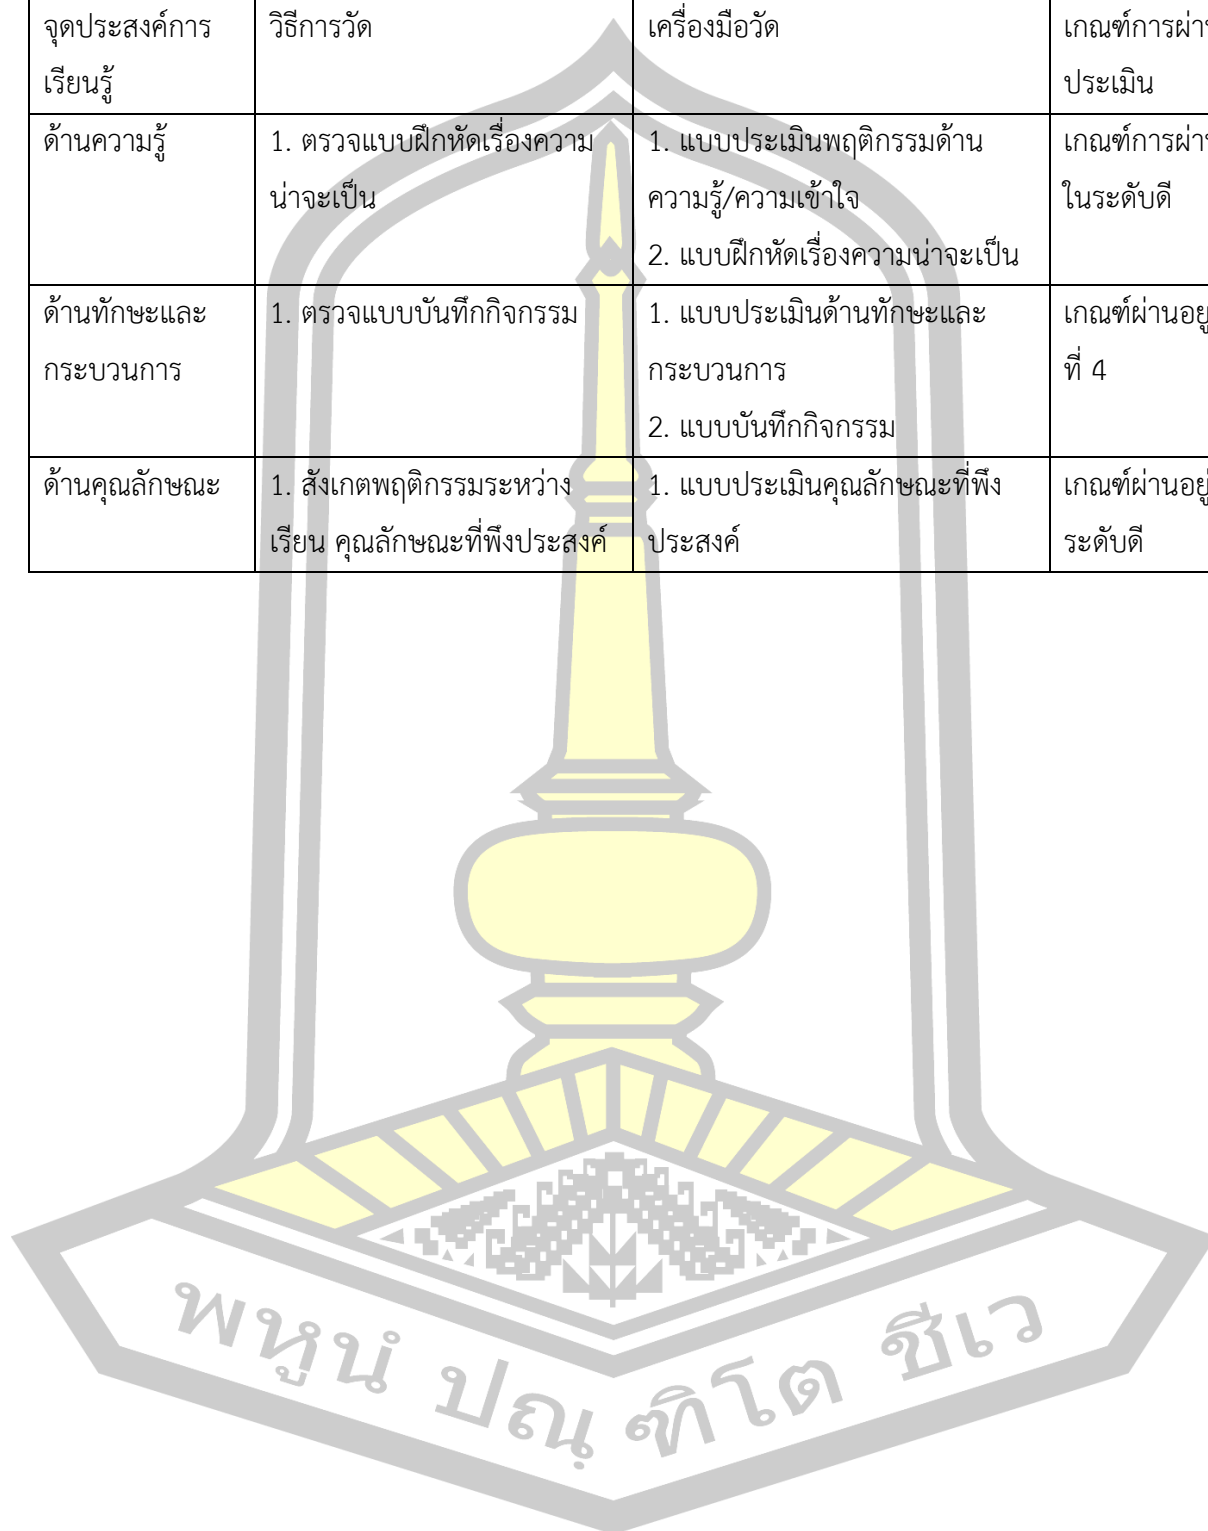 จุดประสงค์การ
เรียนรู้
วิธีการวัด
เครื่องมือวัด
เกณฑ์การผ่าน
ประเมิน
ด้านความรู้
1. ตรวจแบบฝึกหัดเรื่องความ
น่าจะเป็น
1. แบบประเมินพฤติกรรมด้าน
ความรู้/ความเข้าใจ
2. แบบฝึกหัดเรื่องความน่าจะเป็น
เกณฑ์การผ่าน
ในระดับดี
ด้านทักษะและ
กระบวนการ
1. ตรวจแบบบันทึกกิจกรรม
1. แบบประเมินด้านทักษะและ
กระบวนการ
2. แบบบันทึกกิจกรรม
เกณฑ์ผ่านอยู
ที่ 4
ด้านคุณลักษณะ
1. สังเกตพฤติกรรมระหว่าง
เรียน คุณลักษณะที่พึงประสงค์
1. แบบประเมินคุณลักษณะที่พึง
ประสงค์
เกณฑ์ผ่านอยู่
ระดับดี
พหูนํ ปณฺฑิโต ชีเว